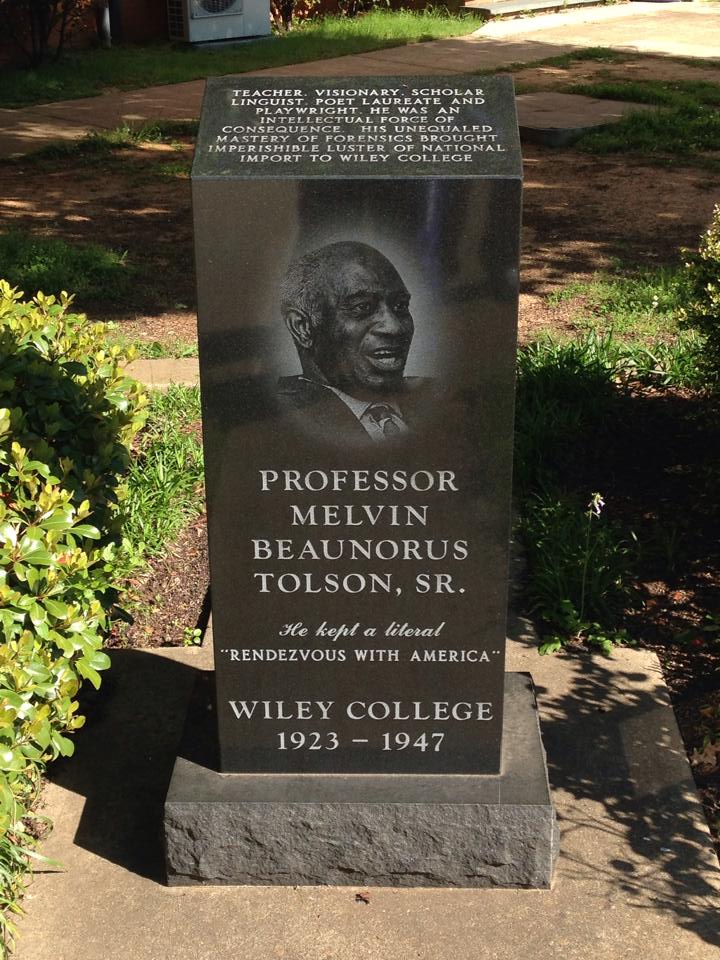 TEACHER. VISIONARY. SCHOLAR
LINGUIST. POET LAUREATE AND
PLAYWRIGHT. HE WAS AN
INTELLECTUAL FORCE OF
CONSEQUENCE. HIS UNEQUALED
MASTERY OF FORENSICS BROUGHT
IMPERISHIBLE LUSTER OF NATIONAL
IMPORT TO WILEY COLLEGE
PROFESSOR
MELVIN
BEAUNORUS
TOLSON, SR.
He kept a literal
"RENDEZVOUS WITH AMERICA"
WILEY COLLEGE
1923 – 1947